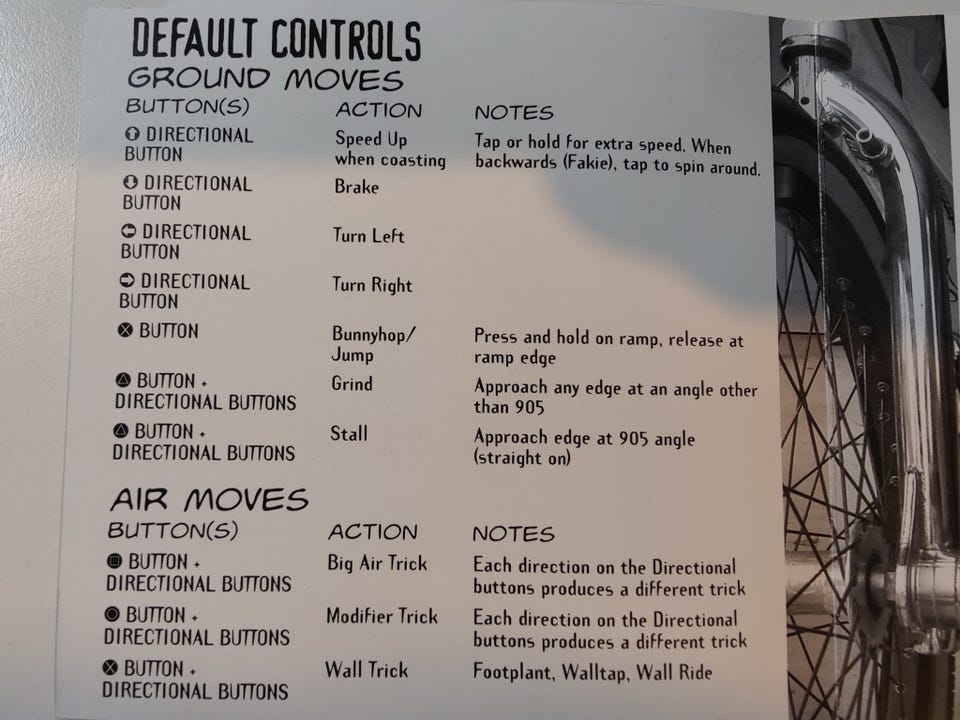 DEFAULT CONTROLS
GROUND MOVES
BUTTON(S) ACTION NOTES
⬆ DIRECTIONAL BUTTON Speed Up when coasting Tap or hold for extra speed. When backwards (Fakie), tap to spin around.
⬇ DIRECTIONAL BUTTON Brake
⬅ DIRECTIONAL BUTTON Turn Left
➡ DIRECTIONAL BUTTON Turn Right
ⓧ BUTTON Bunnyhop/ Jump Press and hold on ramp, release at ramp edge
△ BUTTON + DIRECTIONAL BUTTONS Grind Approach any edge at an angle other than 905
△ BUTTON + DIRECTIONAL BUTTONS Stall Approach edge at 905 angle (straight on)
AIR MOVES
BUTTON(S) ACTION NOTES
□ BUTTON + DIRECTIONAL BUTTONS Big Air Trick Each direction on the Directional buttons produces a different trick
○ BUTTON + DIRECTIONAL BUTTONS Modifier Trick Each direction on the Directional buttons produces a different trick
ⓧ BUTTON + DIRECTIONAL BUTTONS Wall Trick Footplant, Walltap, Wall Ride